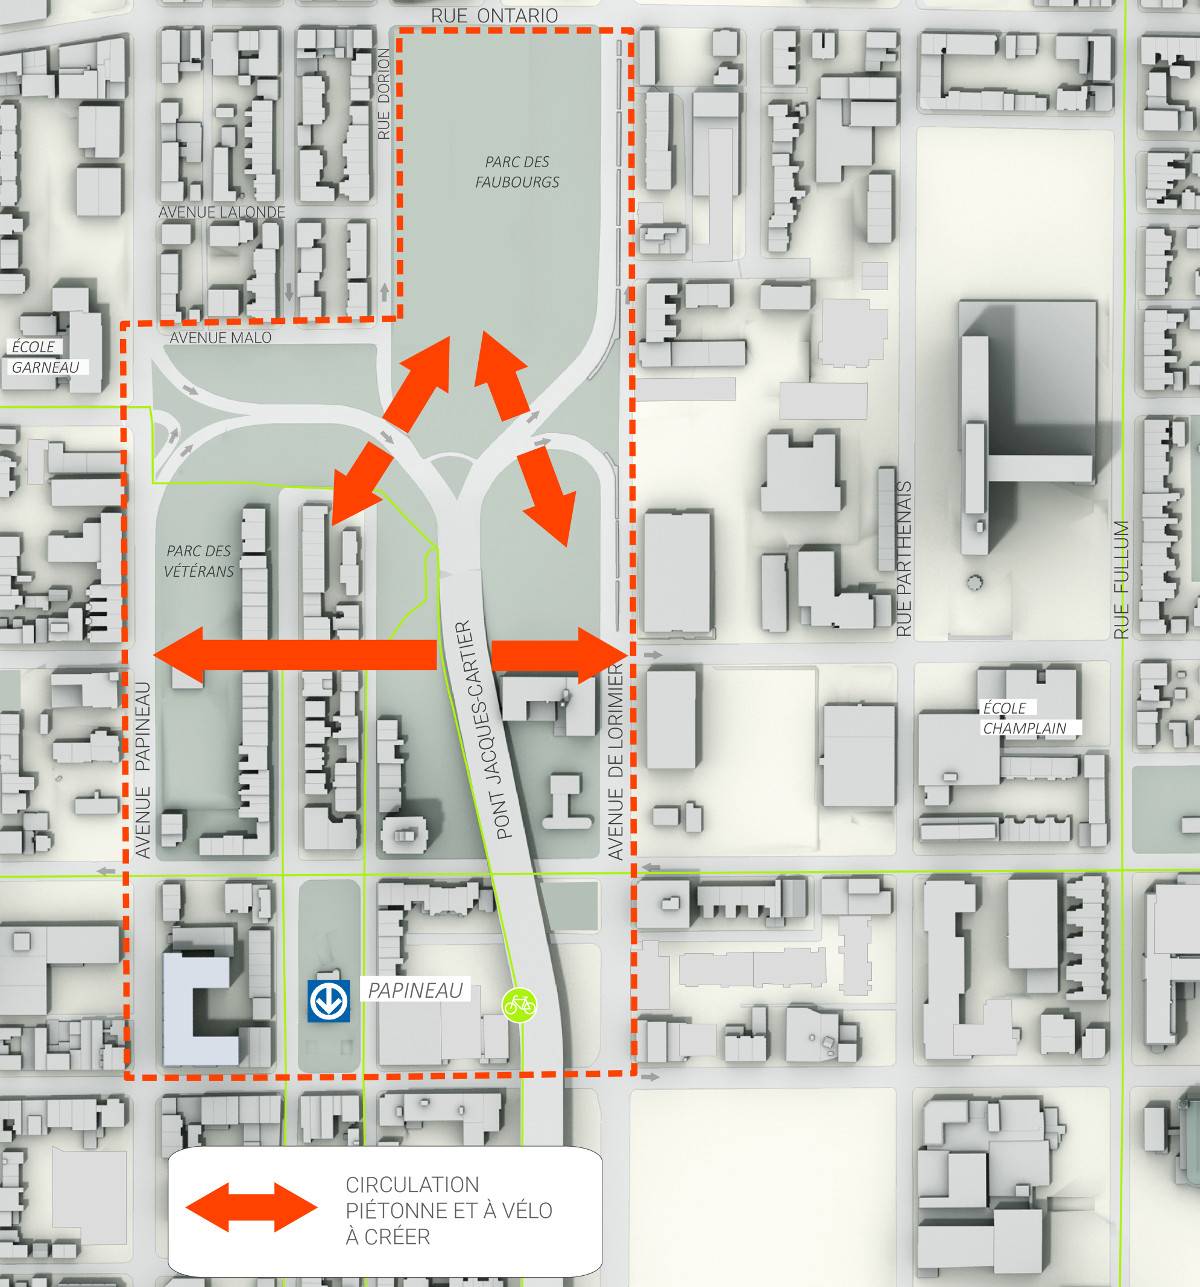 RUE ONTARIO
RUE DORION
PARC DES
FAUBOURGS
AVENUE LALONDE
AVENUE MALO
ÉCOLE
GARNEAU
PARC DES
VÉTÉRANS
RUE PARTHENAIS
RUE FULLUM
AVENUE PAPINEAU
PONT JACQUES-CARTIER
AVENUE DE LORIMIER
ÉCOLE
CHAMPLAIN
PAPINEAU
CIRCULATION
PIÉTONNE ET À VÉLO
À CRÉER